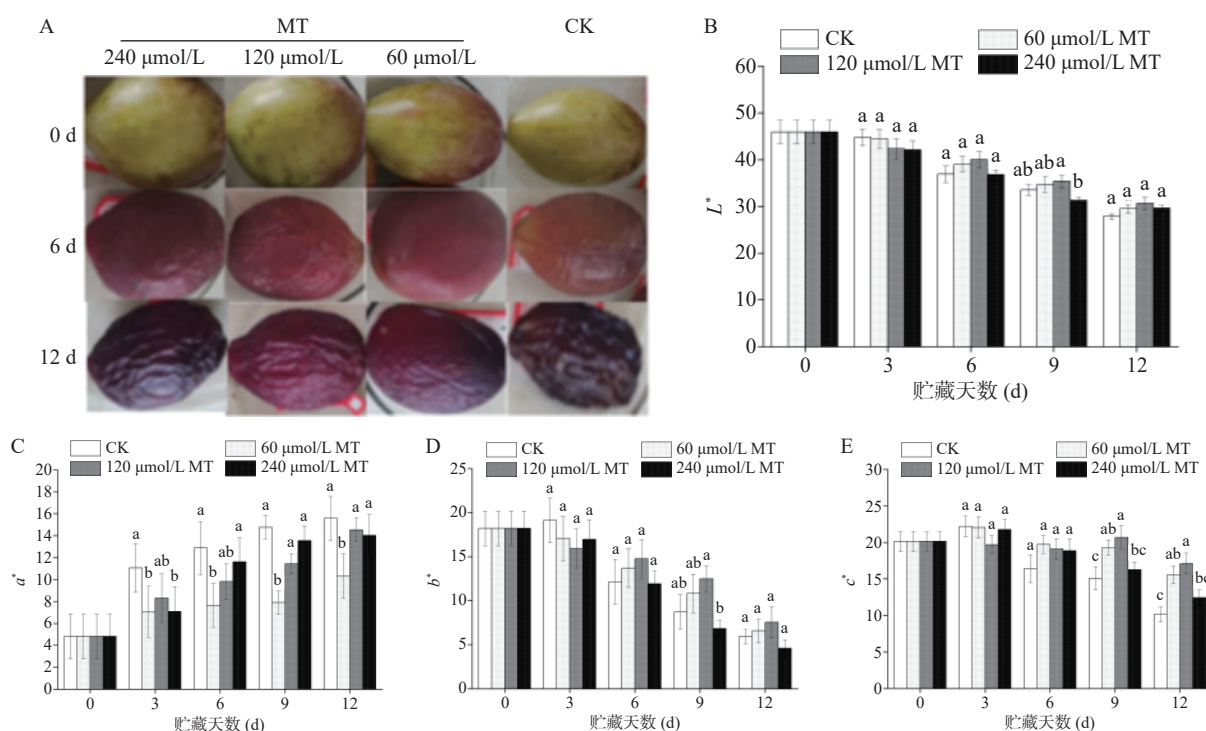 A
MT
CK
240 μmol/L 120 μmol/L 60 μmol/L
0 d
6 d
12 d
B
CK 60 μmol/L MT
120 μmol/L MT 240 μmol/L MT
60
50
40
30
20
10
0
L*
a a a a
a a a a
ab ab a b
a a a a
0 3 6 9 12
贮藏天数 (d)
C
CK 60 μmol/L MT
120 μmol/L MT 240 μmol/L MT
20
18
16
14
12
10
8
6
4
2
0
a*
a b ab b
a b ab a
a b a a
a b a a
0 3 6 9 12
贮藏天数 (d)
D
CK 60 μmol/L MT
120 μmol/L MT 240 μmol/L MT
25
20
15
10
5
0
b*
a a a a
a a a a
ab ab a b
a a a a
0 3 6 9 12
贮藏天数 (d)
E
CK 60 μmol/L MT
120 μmol/L MT 240 μmol/L MT
30
25
20
15
10
5
0
c*
a a a a
a a a a
c ab a bc
c ab a bc
0 3 6 9 12
贮藏天数 (d)